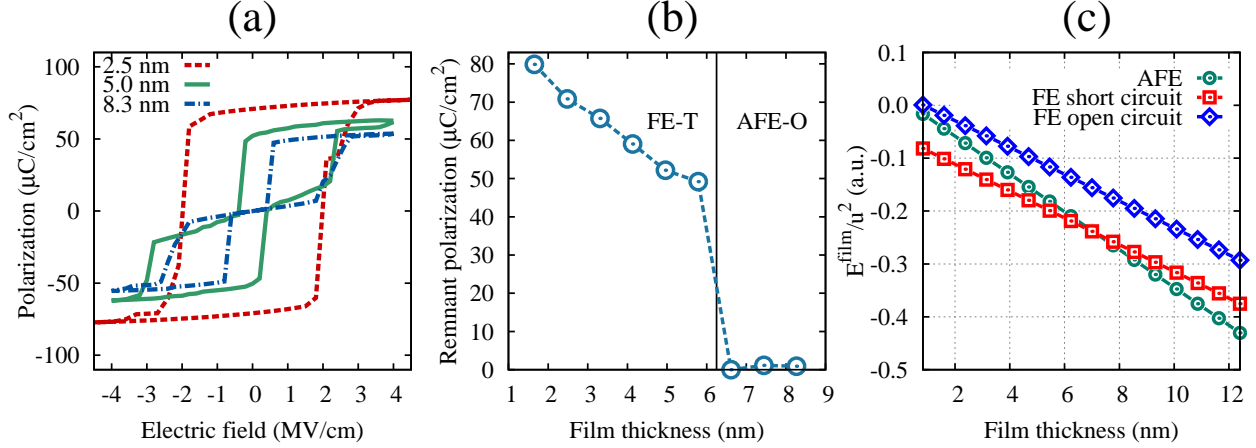 (a)
Polarization (μC/cm²)
100
50
0
-50
-100
2.5 nm
5.0 nm
8.3 nm
-4 -3 -2 -1 0 1 2 3 4
Electric field (MV/cm)
(b)
Remnant polarization (μC/cm²)
80
70
60
50
40
30
20
10
0
FE-T AFE-O
1 2 3 4 5 6 7 8 9
Film thickness (nm)
(c)
E^film/u² (a.u.)
0.1
0.0
-0.1
-0.2
-0.3
-0.4
-0.5
AFE
FE short circuit
FE open circuit
2 4 6 8 10 12
Film thickness (nm)